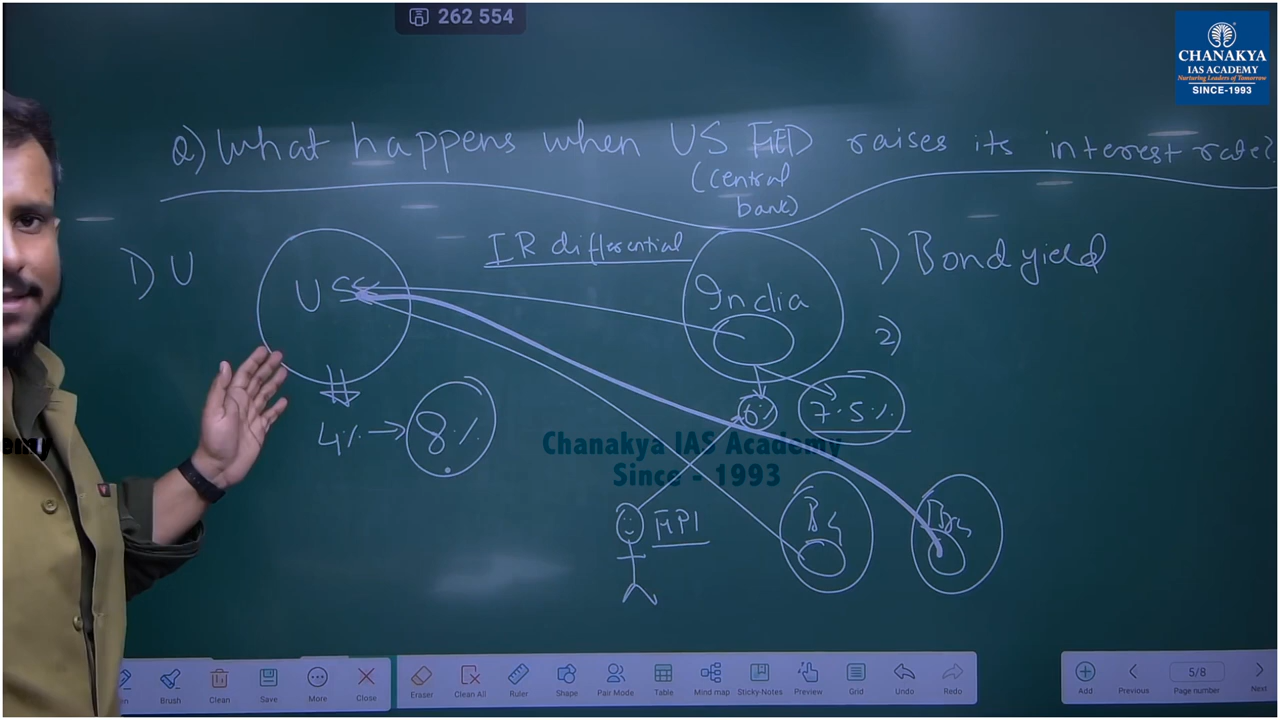 262 554
CHANAKYA
IAS ACADEMY
Nurturing Leaders of Tomorrow
SINCE-1993
Q) What happens when US FED raises its interest rate?
(central
bank)
1) U
US
IR differential
India
1) Bond yield
2)
4% → 8%
6%
7.5%
Chanakya IAS Academy
Since - 1993
emy
FPI
Eraser
Clean All
Ruler
Shape
Pair Mode
Table
Mind map
Sticky-Notes
Preview
Grid
Undo
Redo
Brush
Clean
Save
More
Close
Add
Previous
5/8
Page number
Next